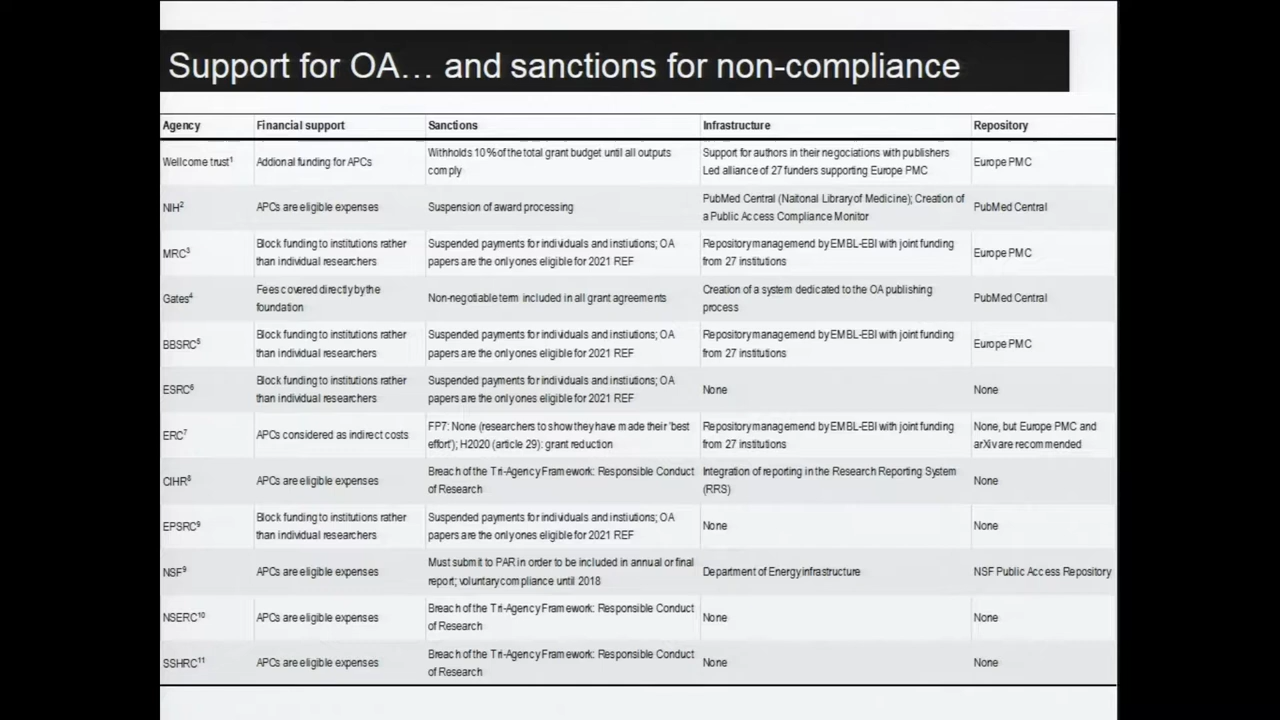 Support for OA… and sanctions for non-compliance
Agency Financial support Sanctions Infrastructure Repository
Wellcome trust1 Addional funding for APCs Withholds 10% of the total grant budget until all outputs comply Support for authors in their negociations with publishers Led alliance of 27 funders supporting Europe PMC Europe PMC
NIH2 APCs are eligible expenses Suspension of award processing PubMed Central (Naitonal Library of Medicine); Creation of a Public Access Compliance Monitor PubMed Central
MRC3 Block funding to institutions rather than individual researchers Suspended payments for individuals and instiutions; OA papers are the only ones eligible for 2021 REF Repository managemend by EMBL-EBI with joint funding from 27 institutions Europe PMC
Gates4 Fees covered directly by the foundation Non-negotiable term included in all grant agreements Creation of a system dedicated to the OA publishing process PubMed Central
BBSRC5 Block funding to institutions rather than individual researchers Suspended payments for individuals and instiutions; OA papers are the only ones eligible for 2021 REF Repository managemend by EMBL-EBI with joint funding from 27 institutions Europe PMC
ESRC6 Block funding to institutions rather than individual researchers Suspended payments for individuals and instiutions; OA papers are the only ones eligible for 2021 REF None None
ERC7 APCs considered as indirect costs FP7: None (researchers to show they have made their 'best effort'); H2020 (article 29): grant reduction Repository managemend by EMBL-EBI with joint funding from 27 institutions None, but Europe PMC and arXiv are recommended
CIHR8 APCs are eligible expenses Breach of the Tri-Agency Framework: Responsible Conduct of Research Integration of reporting in the Research Reporting System (RRS) None
EPSRC9 Block funding to institutions rather than individual researchers Suspended payments for individuals and instiutions; OA papers are the only ones eligible for 2021 REF None None
NSF9 APCs are eligible expenses Must submit to PAR in order to be included in annual or final report; voluntary compliance until 2018 Department of Energy infrastructure NSF Public Access Repository
NSERC10 APCs are eligible expenses Breach of the Tri-Agency Framework: Responsible Conduct of Research None None
SSHRC11 APCs are eligible expenses Breach of the Tri-Agency Framework: Responsible Conduct of Research None None